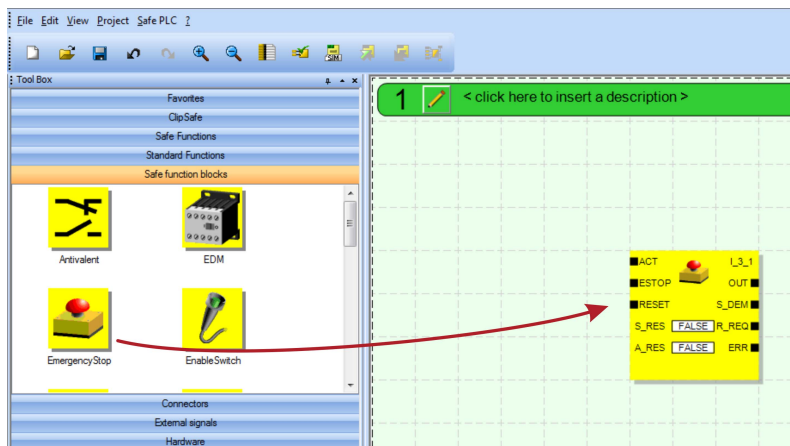 File Edit View Project Safe PLC ?
SIM
Tool Box
Favorites
ClipSafe
Safe Functions
Standard Functions
Safe function blocks
Antivalent
EDM
EmergencyStop
EnableSwitch
Connectors
External signals
Hardware
1 < click here to insert a description >
ACT I_3_1
ESTOP OUT
RESET S_DEM
S_RES FALSE R_REQ
A_RES FALSE ERR